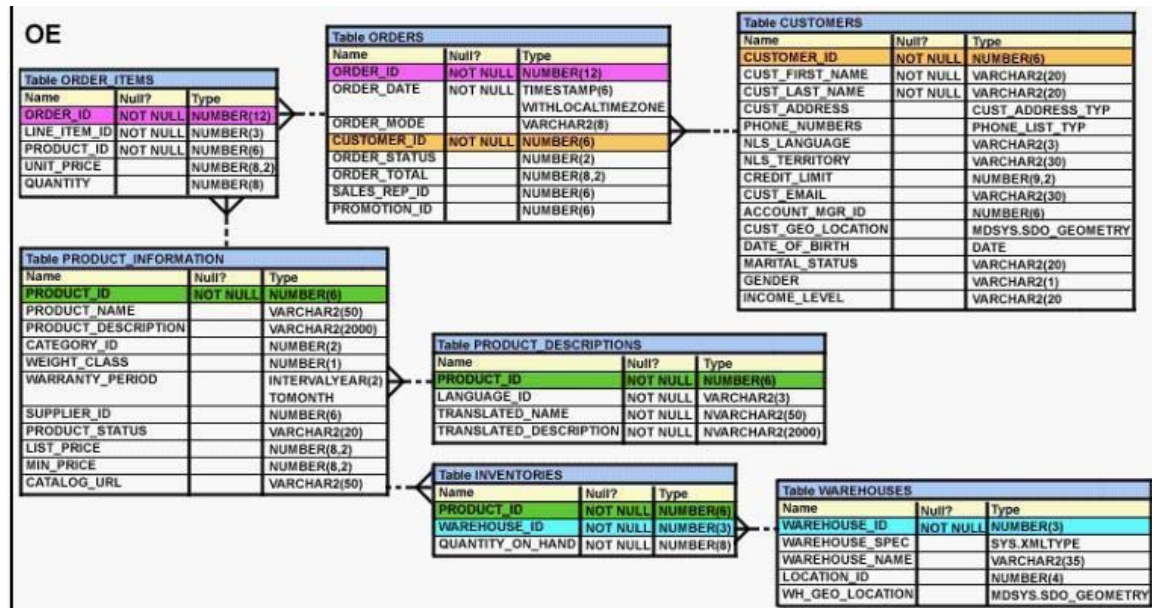 OE
Table ORDER_ITEMS
Name Null? Type
ORDER_ID NOT NULL NUMBER(12)
LINE_ITEM_ID NOT NULL NUMBER(3)
PRODUCT_ID NOT NULL NUMBER(6)
UNIT_PRICE NUMBER(8,2)
QUANTITY NUMBER(8)
Table ORDERS
Name Null? Type
ORDER_ID NOT NULL NUMBER(12)
ORDER_DATE NOT NULL TIMESTAMP(6)
WITHLOCALTIMEZONE
ORDER_MODE VARCHAR2(8)
CUSTOMER_ID NOT NULL NUMBER(6)
ORDER_STATUS NUMBER(2)
ORDER_TOTAL NUMBER(8,2)
SALES_REP_ID NUMBER(6)
PROMOTION_ID NUMBER(6)
Table CUSTOMERS
Name Null? Type
CUSTOMER_ID NOT NULL NUMBER(6)
CUST_FIRST_NAME NOT NULL VARCHAR2(20)
CUST_LAST_NAME NOT NULL VARCHAR2(20)
CUST_ADDRESS CUST_ADDRESS_TYP
PHONE_NUMBERS PHONE_LIST_TYP
NLS_LANGUAGE VARCHAR2(3)
NLS_TERRITORY VARCHAR2(30)
CREDIT_LIMIT NUMBER(9,2)
CUST_EMAIL VARCHAR2(30)
ACCOUNT_MGR_ID NUMBER(6)
CUST_GEO_LOCATION MDSYS.SDO_GEOMETRY
DATE_OF_BIRTH DATE
MARITAL_STATUS VARCHAR2(20)
GENDER VARCHAR2(1)
INCOME_LEVEL VARCHAR2(20
Table PRODUCT_INFORMATION
Name Null? Type
PRODUCT_ID NOT NULL NUMBER(6)
PRODUCT_NAME VARCHAR2(50)
PRODUCT_DESCRIPTION VARCHAR2(2000)
CATEGORY_ID NUMBER(2)
WEIGHT_CLASS NUMBER(1)
WARRANTY_PERIOD INTERVALYEAR(2)
TOMONTH
SUPPLIER_ID NUMBER(6)
PRODUCT_STATUS VARCHAR2(20)
LIST_PRICE NUMBER(8,2)
MIN_PRICE NUMBER(8,2)
CATALOG_URL VARCHAR2(50)
Table PRODUCT_DESCRIPTIONS
Name Null? Type
PRODUCT_ID NOT NULL NUMBER(6)
LANGUAGE_ID NOT NULL VARCHAR2(3)
TRANSLATED_NAME NOT NULL NVARCHAR2(50)
TRANSLATED_DESCRIPTION NOT NULL NVARCHAR2(2000)
Table INVENTORIES
Name Null? Type
PRODUCT_ID NOT NULL NUMBER(6)
WAREHOUSE_ID NOT NULL NUMBER(3)
QUANTITY_ON_HAND NOT NULL NUMBER(8)
Table WAREHOUSES
Name Null? Type
WAREHOUSE_ID NOT NULL NUMBER(3)
WAREHOUSE_SPEC SYS.XMLTYPE
WAREHOUSE_NAME VARCHAR2(35)
LOCATION_ID NUMBER(4)
WH_GEO_LOCATION MDSYS.SDO_GEOMETRY